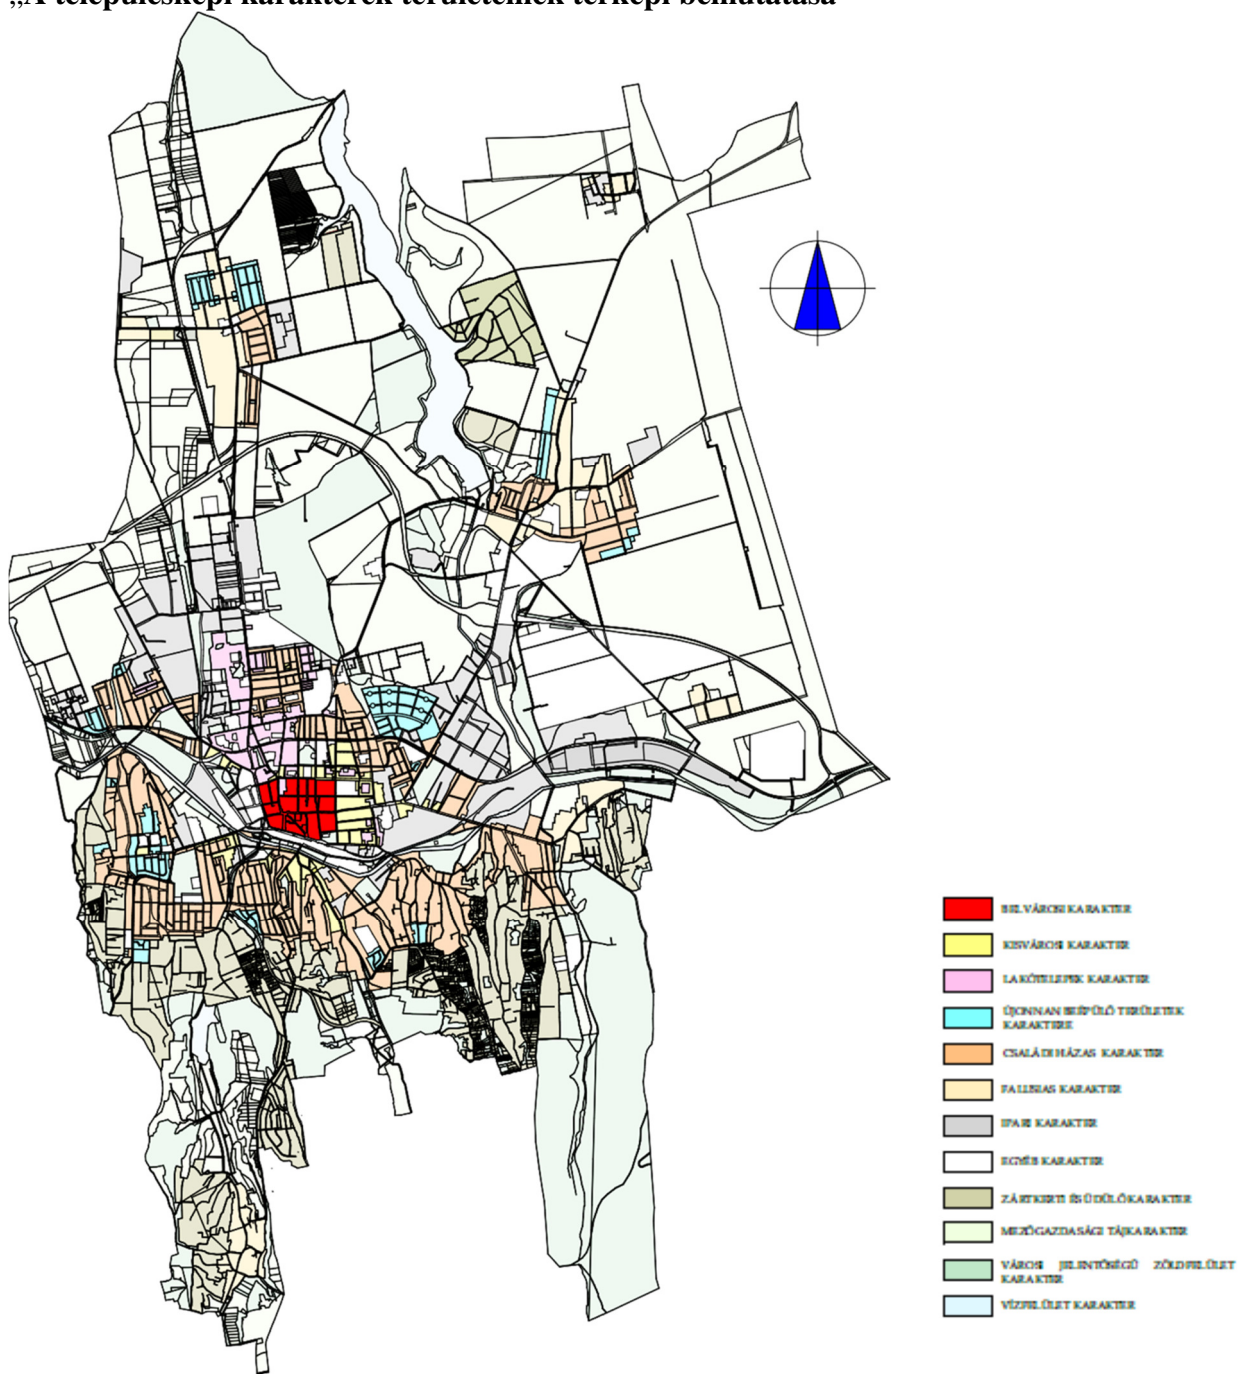 „A településképi karakterek területeinek térképi bemutatása
BELVÁROSI KARAKTER
KISVÁROSI KARAKTER
LAKÓTELEPEK KARAKTER
ÚJONNAN BEÉPÜLŐ TERÜLETEK
KARAKTERE
CSALÁDI HÁZAS KARAKTER
FALUSIAS KARAKTER
IPARI KARAKTER
EGYÉB KARAKTER
ZÁRTKERTI ÉS ÜDÜLŐ KARAKTER
MEZŐGAZDASÁGI TÁJKARAKTER
VÁROSI JELENTŐSÉGŰ ZÖLDFELÜLET
KARAKTER
VÍZFELÜLET KARAKTER